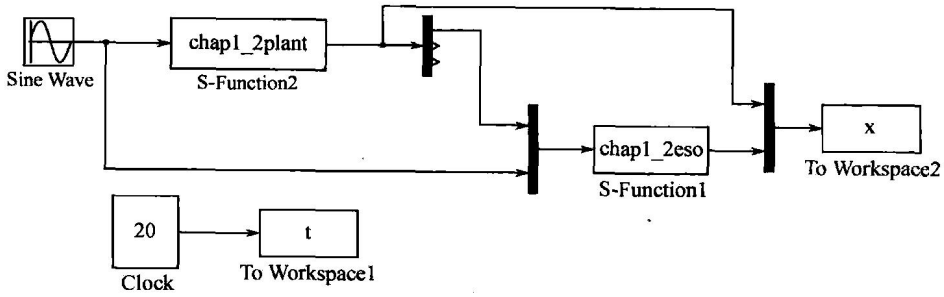 chap1_2plant
Sine Wave
S-Function2
chap1_2eso
x
S-Function1
To Workspace2
20
t
Clock
To Workspace1